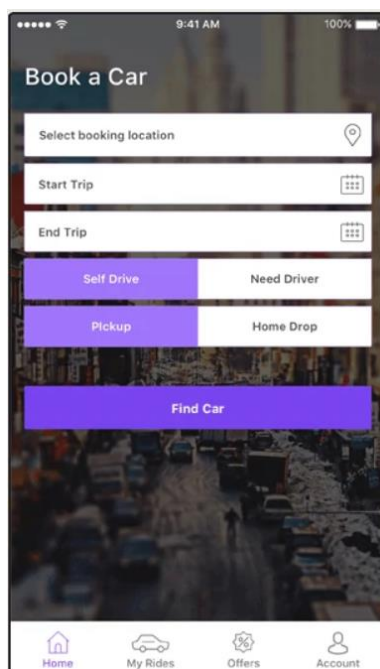 9:41 AM 100%
Book a Car
Select booking location
Start Trip
End Trip
Self Drive Need Driver
Pickup Home Drop
Find Car
Home My Rides Offers Account